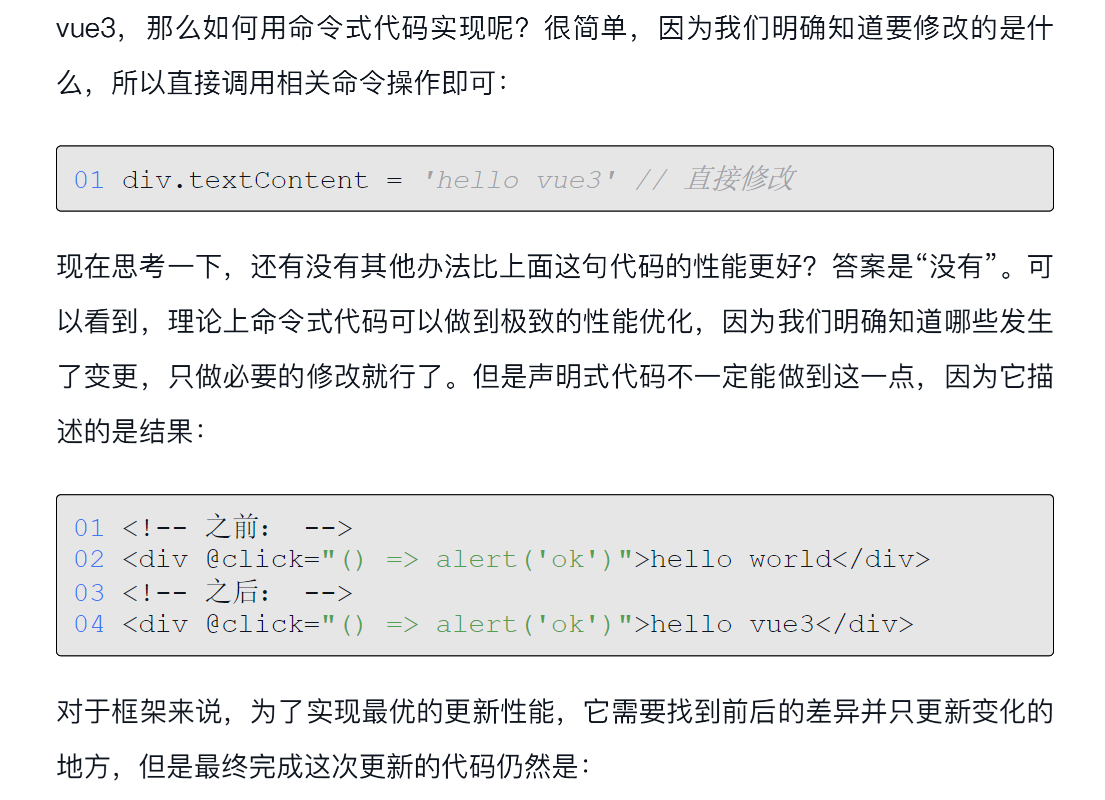 vue3，那么如何用命令式代码实现呢？很简单，因为我们明确知道要修改的是什
么，所以直接调用相关命令操作即可：
01 div.textContent = 'hello vue3' // 直接修改
现在思考一下，还有没有其他办法比上面这句代码的性能更好？答案是“没有”。可
以看到，理论上命令式代码可以做到极致的性能优化，因为我们明确知道哪些发生
了变更，只做必要的修改就行了。但是声明式代码不一定能做到这一点，因为它描
述的是结果：
01 <!-- 之前： -->
02 <div @click="() => alert('ok')">hello world</div>
03 <!-- 之后： -->
04 <div @click="() => alert('ok')">hello vue3</div>
对于框架来说，为了实现最优的更新性能，它需要找到前后的差异并只更新变化的
地方，但是最终完成这次更新的代码仍然是：